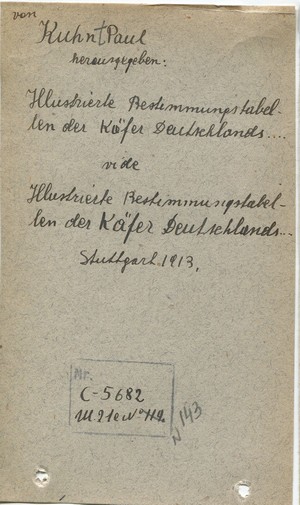 von
Kuhnt Paul
herausgegeben:
Illustrierte Bestimmungstabel-
len der Käfer Deutschlands....
vide
Illustrierte Bestimmungstabel-
len der Käfer Deutschlands...
Stuttgart 1913.
Nr.
C-5682
N 143